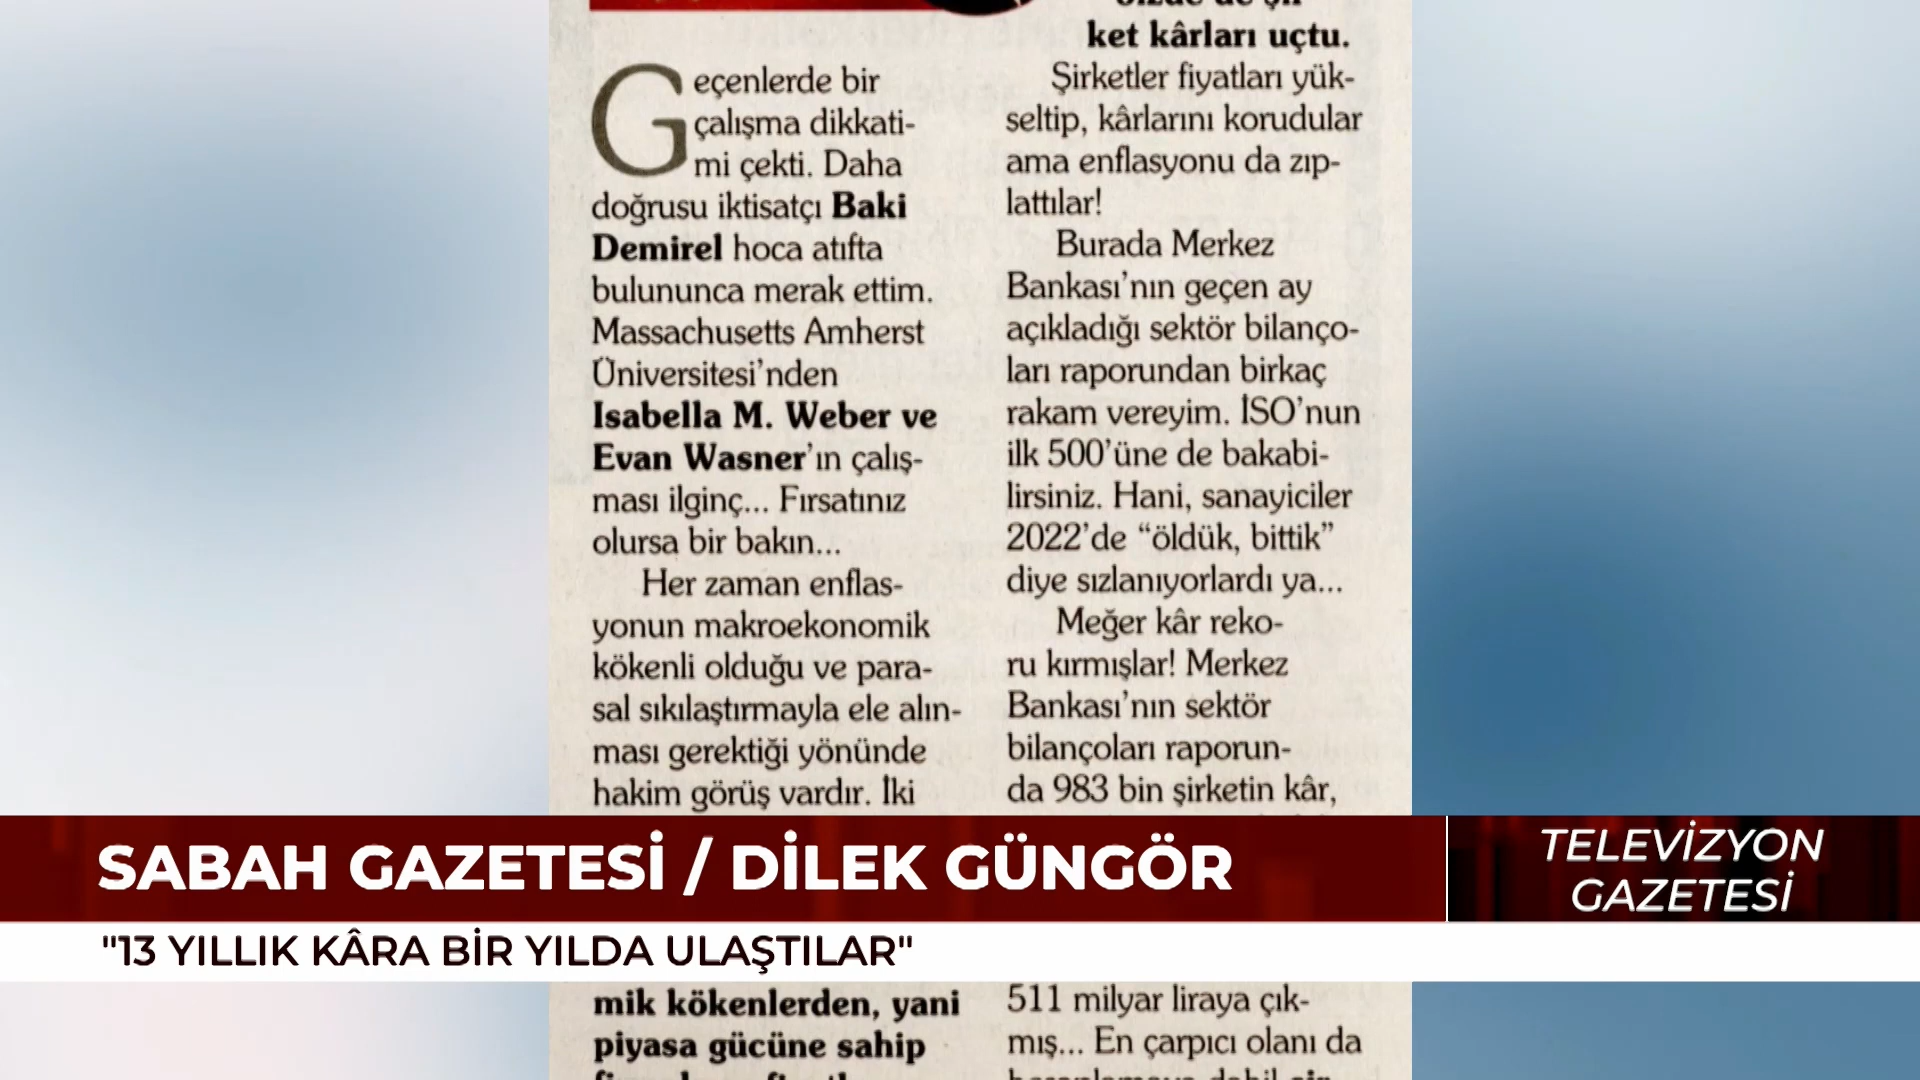 Geçenlerde bir
çalışma dikkati-
mi çekti. Daha
doğrusu iktisatçı Baki
Demirel hoca atıfta
bulununca merak ettim.
Massachusetts Amherst
Üniversitesi'nden
Isabella M. Weber ve
Evan Wasner'ın çalış-
ması ilginç... Fırsatınız
olursa bir bakın...
Her zaman enflas-
yonun makroekonomik
kökenli olduğu ve para-
sal sıkılaştırmayla ele alın-
ması gerektiği yönünde
hakim görüş vardır. İki
mik kökenlerden, yani
piyasa gücüne sahip
ket kârları uçtu.
Şirketler fiyatları yük-
seltip, kârlarını korudular
ama enflasyonu da zıp-
lattılar!
Burada Merkez
Bankası'nın geçen ay
açıkladığı sektör bilanço-
ları raporundan birkaç
rakam vereyim. İSO'nun
ilk 500'üne de bakabi-
lirsiniz. Hani, sanayiciler
2022'de “öldük, bittik”
diye sızlanıyorlardı ya...
Meğer kâr reko-
ru kırmışlar! Merkez
Bankası'nın sektör
bilançoları raporun-
da 983 bin şirketin kâr,
511 milyar liraya çık-
mış... En çarpıcı olanı da
SABAH GAZETESİ / DİLEK GÜNGÖR
"13 YILLIK KÂRA BİR YILDA ULAŞTILAR"
TELEVİZYON
GAZETESİ